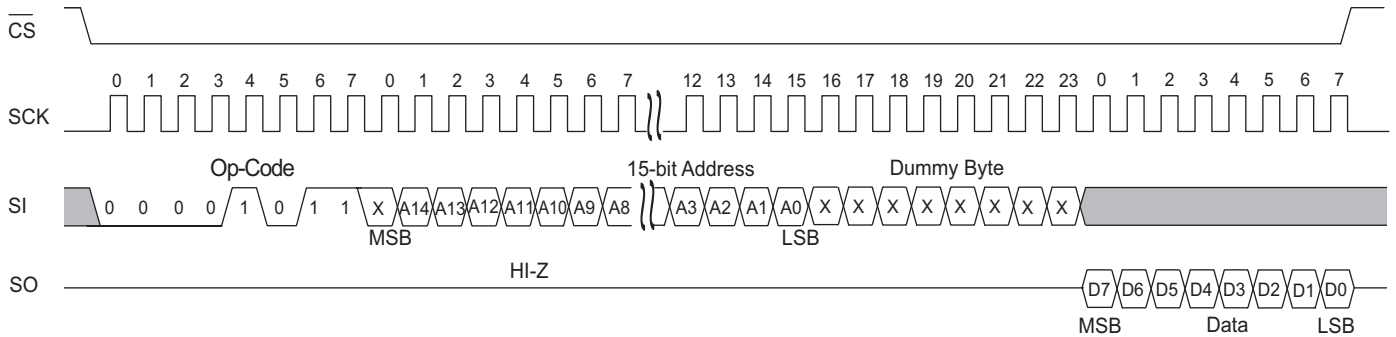 CS
0 1 2 3 4 5 6 7 0 1 2 3 4 5 6 7 12 13 14 15 16 17 18 19 20 21 22 23 0 1 2 3 4 5 6 7
SCK
Op-Code 15-bit Address Dummy Byte
SI 0 0 0 0 1 0 1 1 X A14 A13 A12 A11 A10 A9 A8 A3 A2 A1 A0 X X X X X X X X
MSB LSB
HI-Z
SO D7 D6 D5 D4 D3 D2 D1 D0
MSB Data LSB